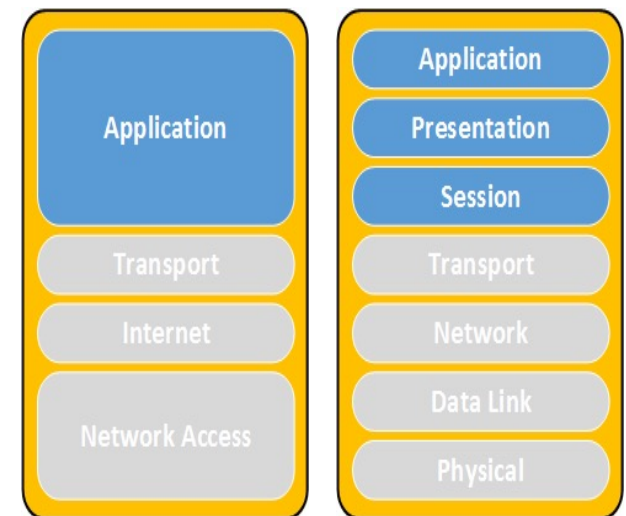 Application
Transport
Internet
Network Access
Application
Presentation
Session
Transport
Network
Data Link
Physical